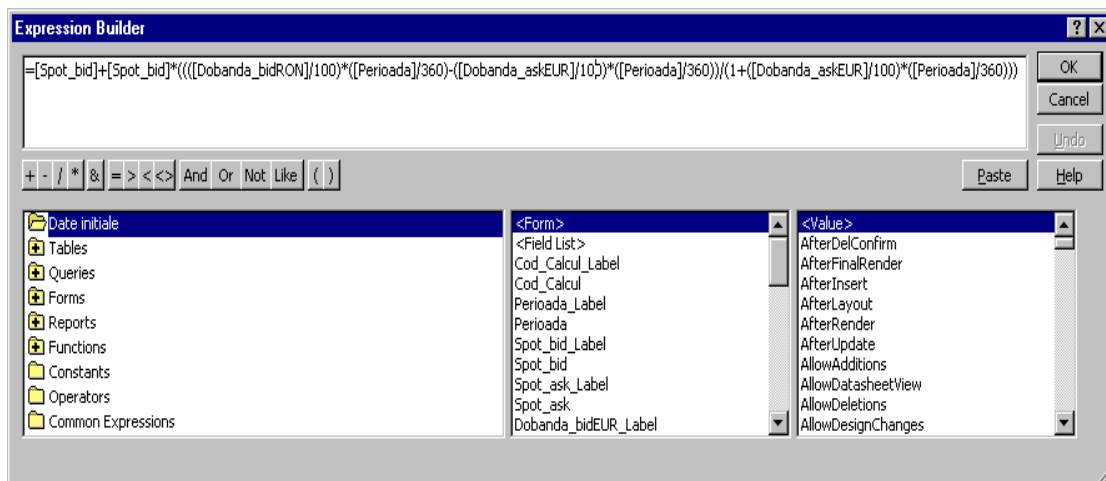 Expression Builder
=[Spot_bid]+[Spot_bid]*((([Dobanda_bidRON]/100)*([Perioada]/360)-([Dobanda_askEUR]/100)*([Perioada]/360))/(1+([Dobanda_askEUR]/100)*([Perioada]/360)))
OK
Cancel
Undo
+ - / * & = > < <> And Or Not Like ( )
Paste
Help
Date initiale
Tables
Queries
Forms
Reports
Functions
Constants
Operators
Common Expressions
<Form>
<Field List>
Cod_Calcul_Label
Cod_Calcul
Perioada_Label
Perioada
Spot_bid_Label
Spot_bid
Spot_ask_Label
Spot_ask
Dobanda_bidEUR_Label
<Value>
AfterDelConfirm
AfterFinalRender
AfterInsert
AfterLayout
AfterRender
AfterUpdate
AllowAdditions
AllowDatasheetView
AllowDeletions
AllowDesignChanges